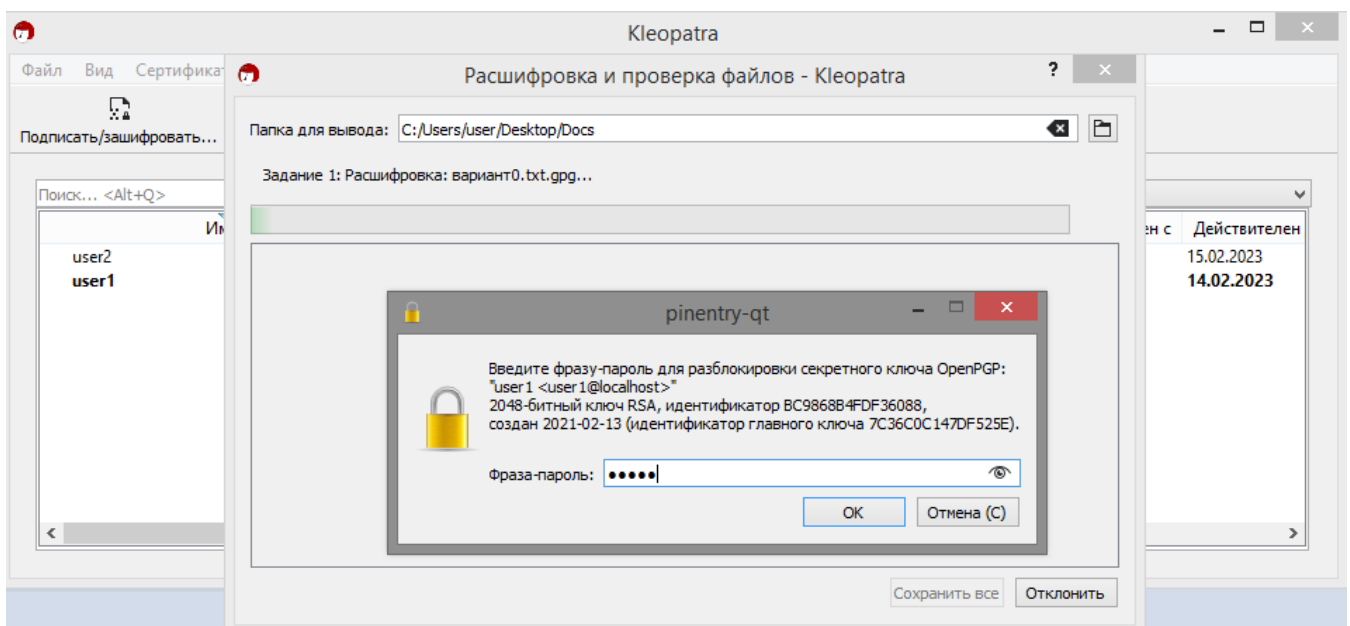 Kleopatra
Файл Вид Сертифика
Расшифровка и проверка файлов - Kleopatra
?
Подписать/зашифровать...
Папка для вывода: C:/Users/user/Desktop/Docs
Задание 1: Расшифровка: вариант0.txt.gpg...
Поиск... <Alt+Q>
Им
ен с Действителен
user2 15.02.2023
user1 14.02.2023
pinentry-qt
Введите фразу-пароль для разблокировки секретного ключа OpenPGP:
"user1 <user1@localhost>"
2048-битный ключ RSA, идентификатор BC9868B4FDF36088,
создан 2021-02-13 (идентификатор главного ключа 7C36C0C147DF525E).
Фраза-пароль: •••••
OK Отмена (C)
Сохранить все Отклонить